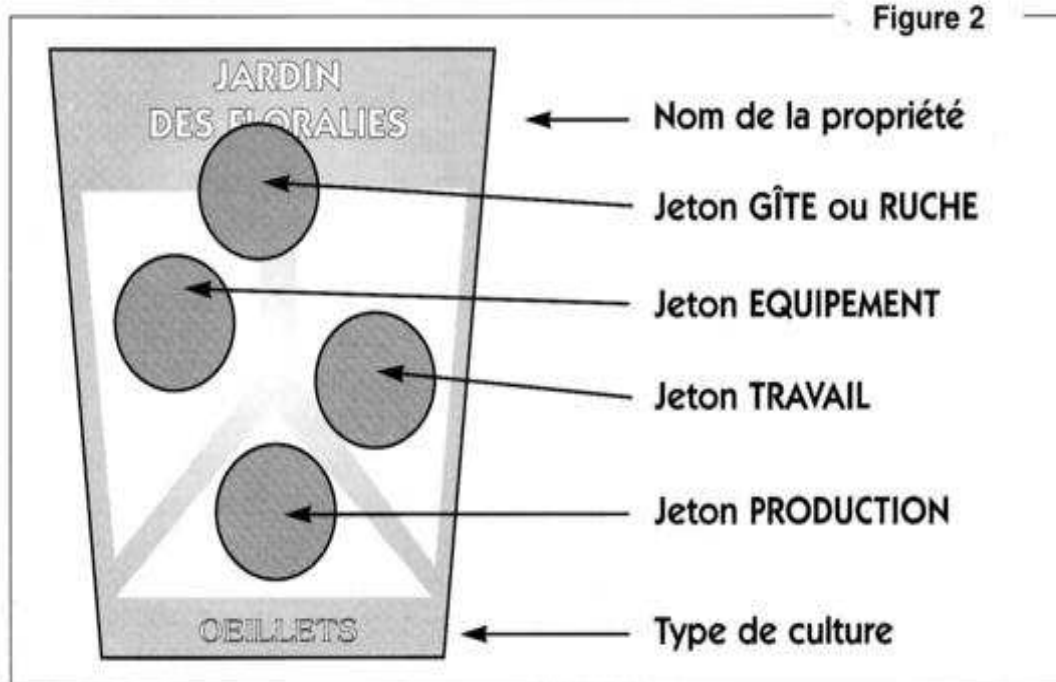 Figure 2
JARDIN
DES FLORALIES
Nom de la propriété
Jeton GÎTE ou RUCHE
Jeton EQUIPEMENT
Jeton TRAVAIL
Jeton PRODUCTION
OEILLETS
Type de culture